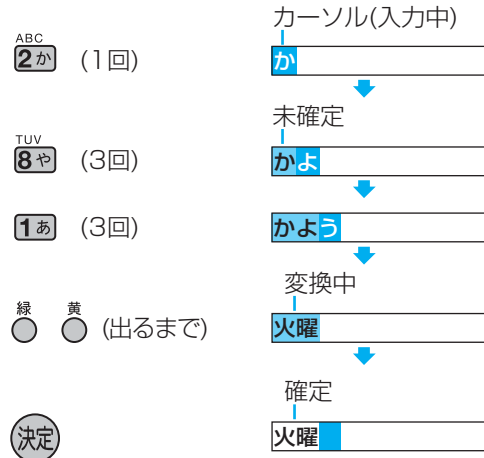 カーソル(入力中)
ABC
2か (1回) か
未確定
TUV
8や (3回) かよ
1あ (3回) かよう
変換中
緑 黄 (出るまで) 火曜
確定
決定 火曜